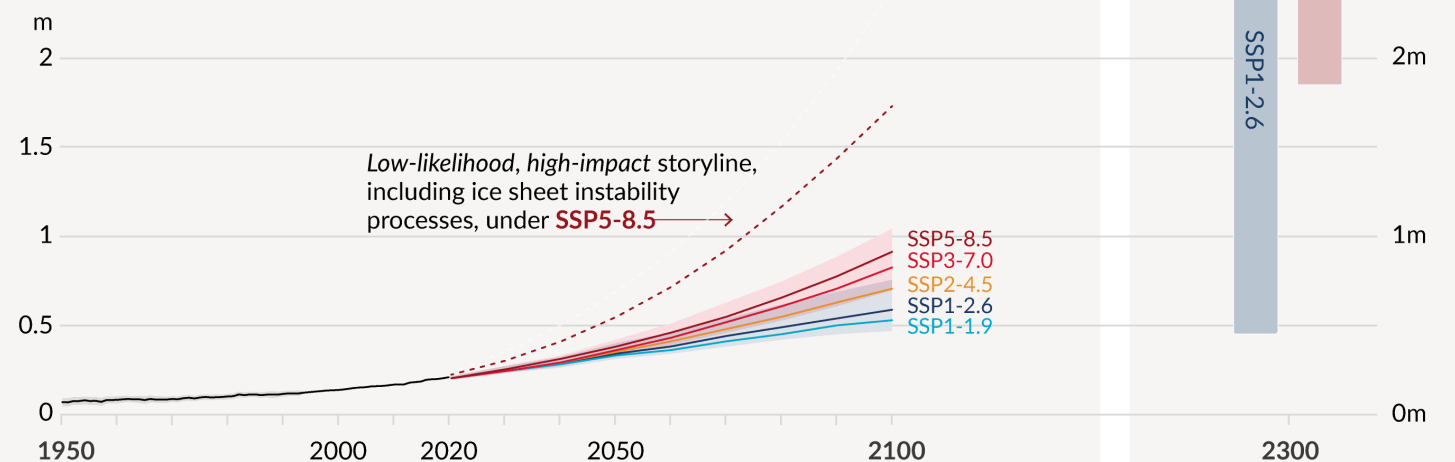 m
2
1.5
1
0.5
0
Low-likelihood, high-impact storyline,
including ice sheet instability
processes, under SSP5-8.5
SSP5-8.5
SSP3-7.0
SSP2-4.5
SSP1-2.6
SSP1-1.9
SSP1-2.6
2m
1m
0m
1950 2000 2020 2050 2100 2300